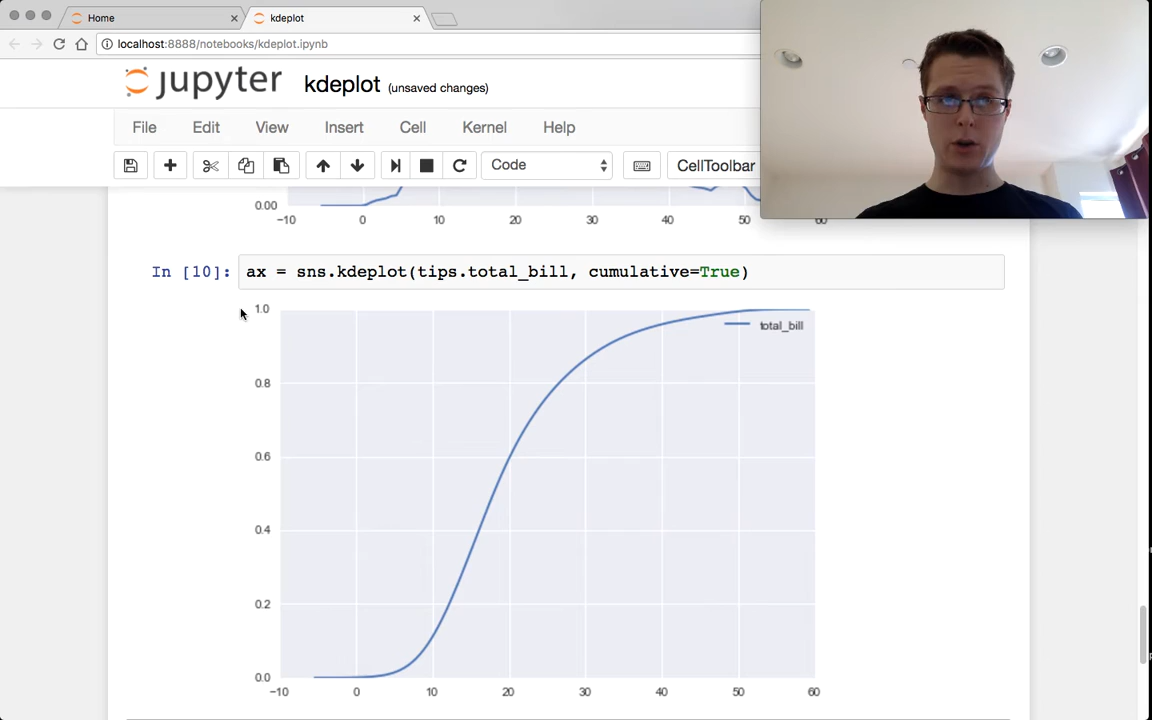 Home
kdeplot
localhost:8888/notebooks/kdeplot.ipynb
jupyter kdeplot (unsaved changes)
File Edit View Insert Cell Kernel Help
Code CellToolbar
0.00
−10 0 10 20 30 40 50 60
In [10]: ax = sns.kdeplot(tips.total_bill, cumulative=True)
1.0
total_bill
0.8
0.6
0.4
0.2
0.0
−10 0 10 20 30 40 50 60